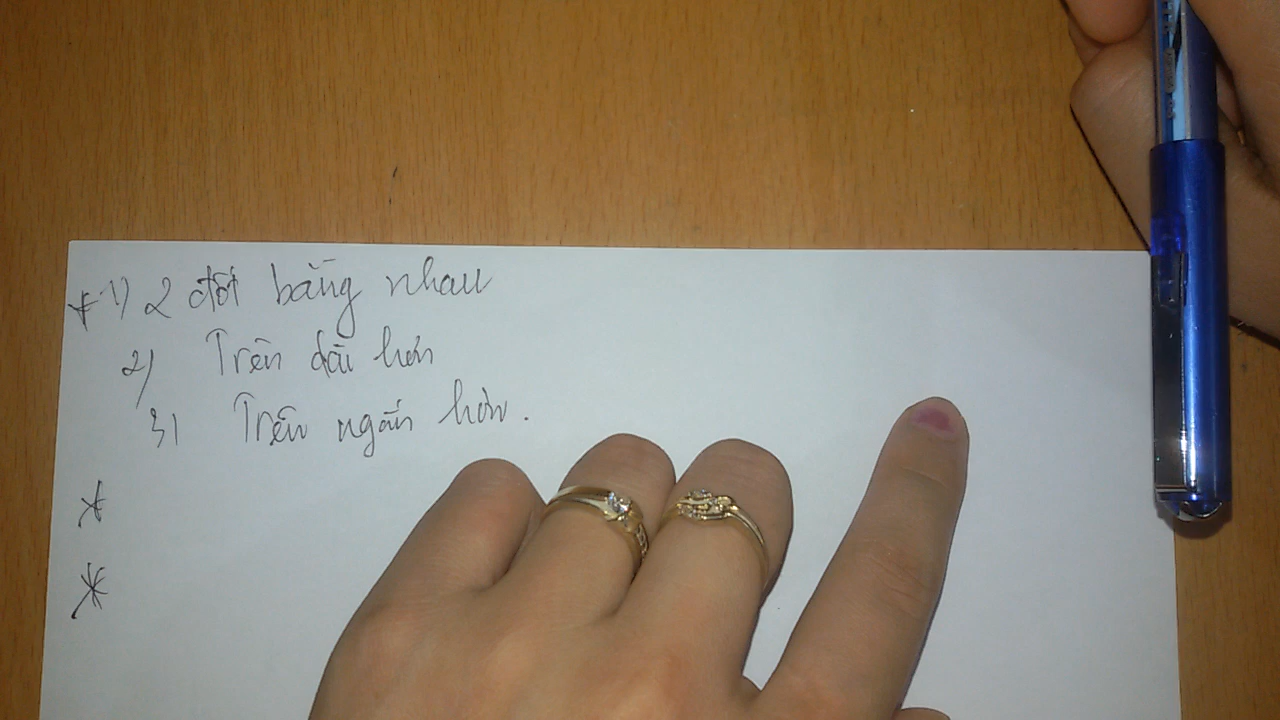 * 1) 2 đốt bằng nhau
2) Trên dài hơn
3) Trên ngắn hơn.
*
*